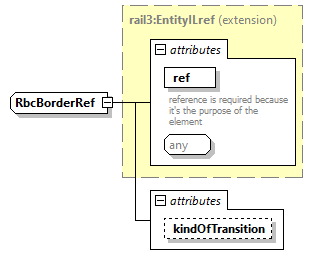 rail3:EntityILref (extension)
attributes
ref
reference is required because
it's the purpose of the
element
any
RbcBorderRef
attributes
kindOfTransition